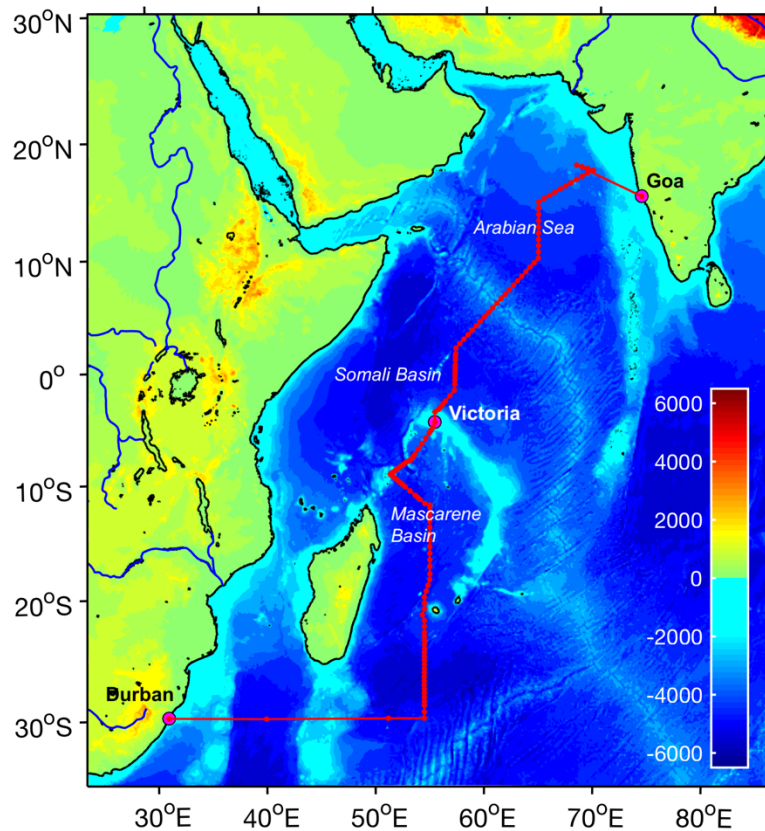 30°N
20°N
10°N
0°
10°S
20°S
30°S
Goa
Arabian Sea
Somali Basin
Victoria
Mascarene
Basin
Durban
6000
4000
2000
0
-2000
-4000
-6000
30°E
40°E
50°E
60°E
70°E
80°E